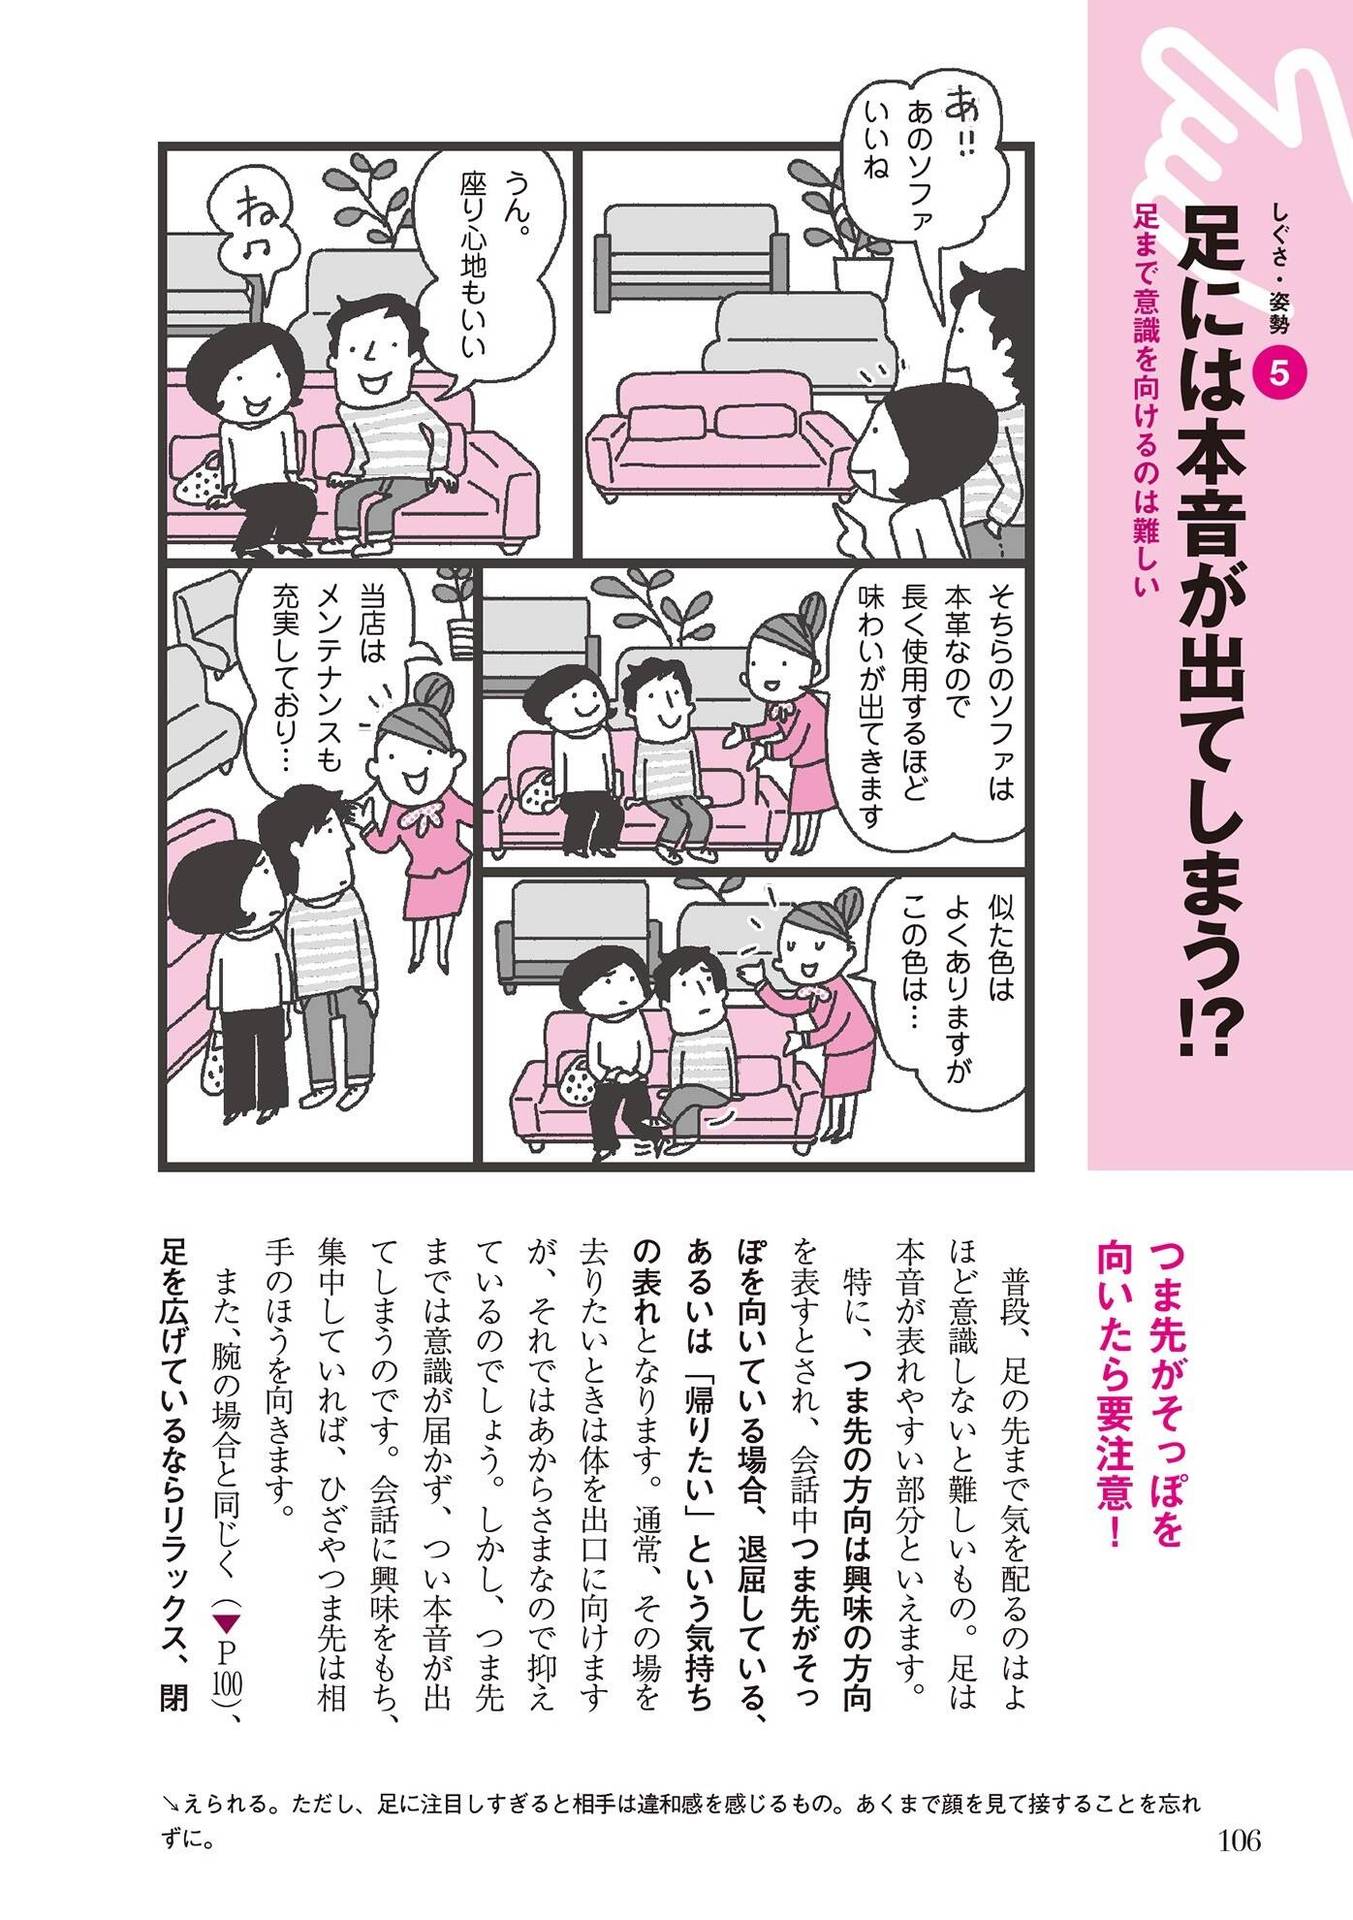 しぐさ・姿勢
5
足には本音が出てしまう!?
足まで意識を向けるのは難しい
あ!!
あのソファ
いいね
うん。
座り心地もいい
ね♫
そちらのソファは
本革なので
長く使用するほど
味わいが出てきます
似た色は
よくありますが
この色は…
当店は
メンテナンスも
充実しており…
つま先がそっぽを
向いたら要注意！
普段、足の先まで気を配るのはよ
ほど意識しないと難しいもの。足は
本音が表れやすい部分といえます。
特に、つま先の方向は興味の方向
を表すとされ、会話中つま先がそっ
ぽを向いている場合、退屈している、
あるいは「帰りたい」という気持ち
の表れとなります。通常、その場を
去りたいときは体を出口に向けます
が、それではあからさまなので抑え
ているのでしょう。しかし、つま先
までは意識が届かず、つい本音が出
てしまうのです。会話に興味をもち、
集中していれば、ひざやつま先は相
手のほうを向きます。
また、腕の場合と同じく（▼P100）、
足を広げているならリラックス、閉
↘えられる。ただし、足に注目しすぎると相手は違和感を感じるもの。あくまで顔を見て接することを忘れ
ずに。
106